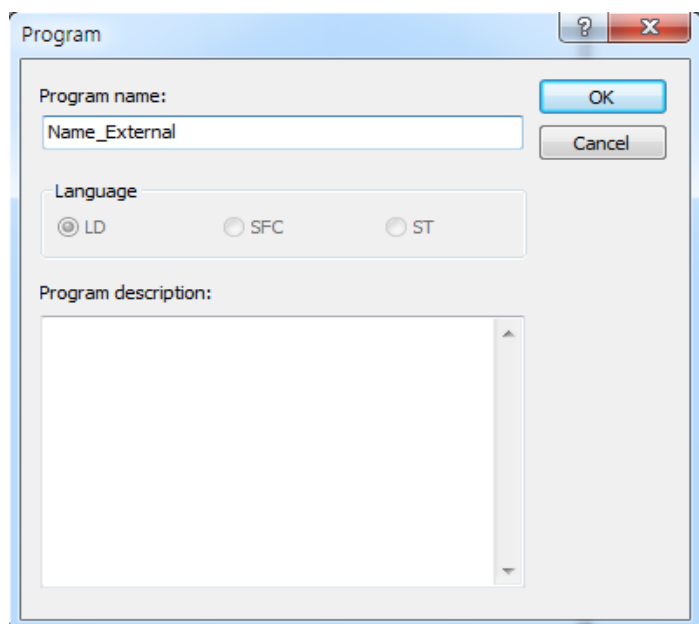 Program
Program name:
OK
Name_External
Cancel
Language
LD SFC ST
Program description: